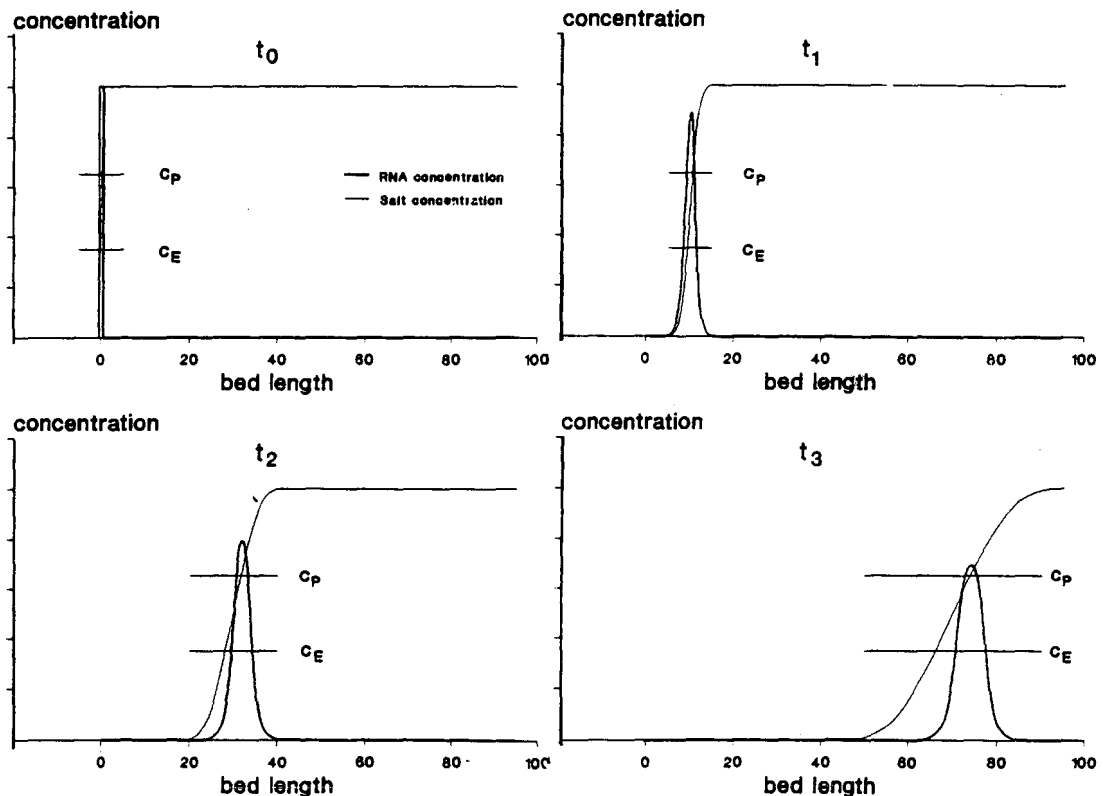 concentration
t0
CP
CE
RNA concentration
Salt concentration
0 20 40 60 80 100
bed length
concentration
t1
CP
CE
0 20 40 60 80 100
bed length
concentration
t2
CP
CE
0 20 40 60 80 100
bed length
concentration
t3
CP
CE
0 20 40 60 80 100
bed length